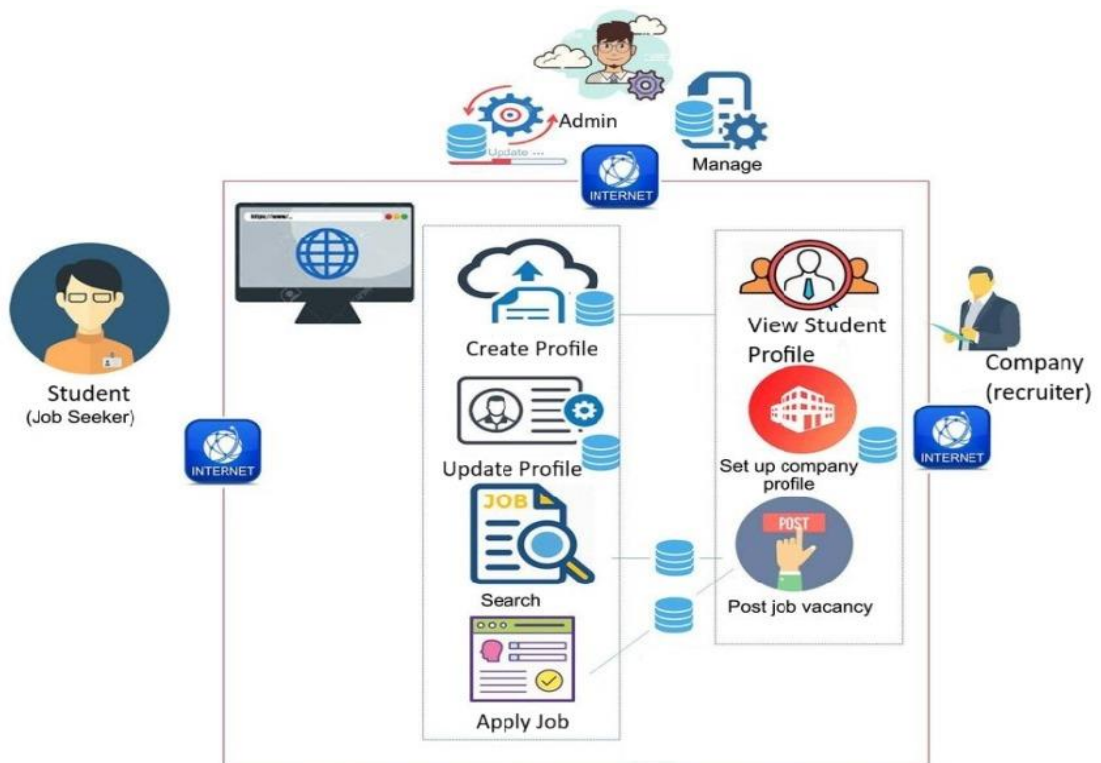 Admin
Update ...
Manage
INTERNET
https://www.
Student
(Job Seeker)
INTERNET
Create Profile
Update Profile
JOB
Search
Apply Job
View Student
Profile
Set up company
profile
POST
Post job vacancy
Company
(recruiter)
INTERNET